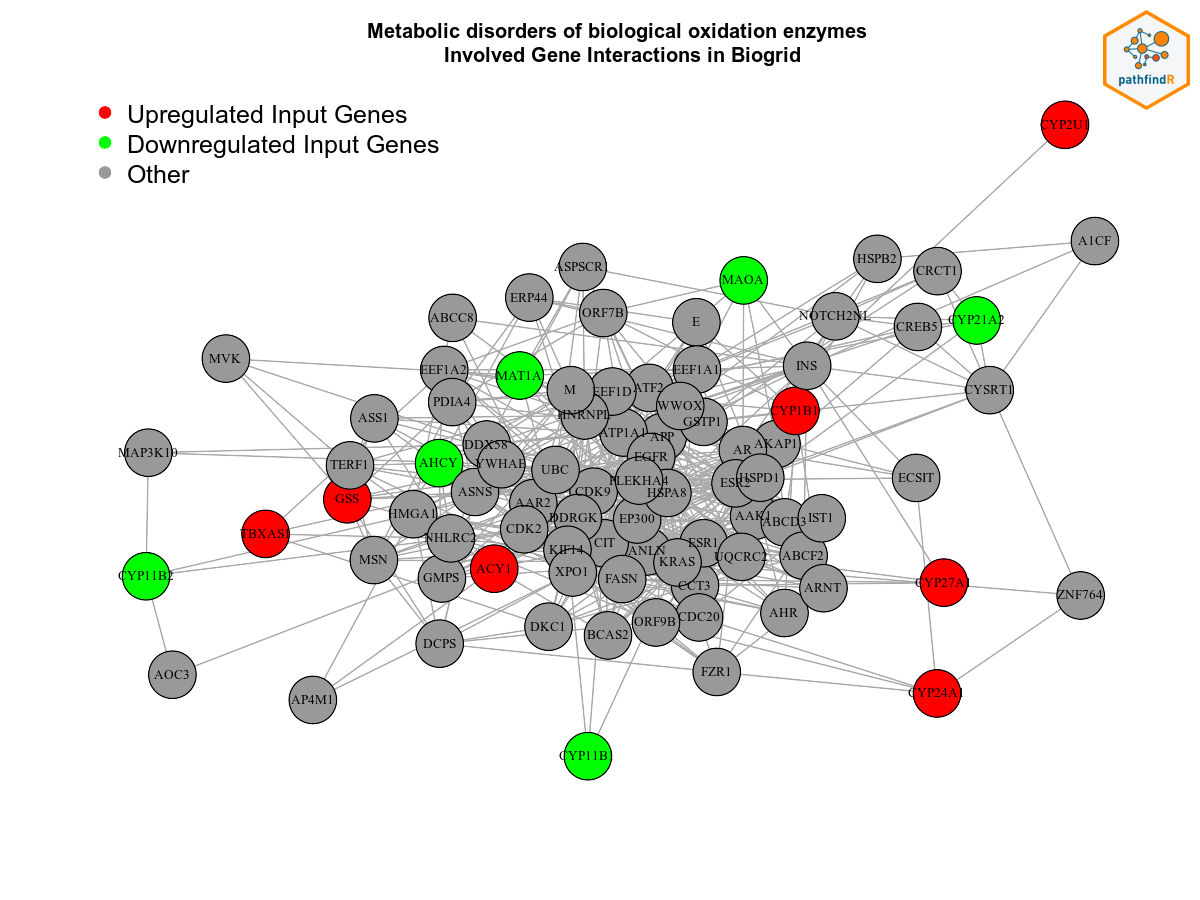 Metabolic disorders of biological oxidation enzymes
Involved Gene Interactions in Biogrid
pathfindR
Upregulated Input Genes
Downregulated Input Genes
Other
CYP2U1
A1CF
HSPB2
CRCT1
ASPSCR
MAOA
ERP44
ORF7B
ABCC8
E
NOTCH2NL
CREB5
CYP21A2
MVK
EEF1A2
MAT1A
EEF1A1
INS
CYSRT1
M
EEF1D
ATF2
PDIA4
WWOX
ASS1
HNRNPL
GSTP1
CYP1B1
ATP1A1
APP
MAP3K10
DDX58
AKAP1
AR
TERF1
AHCY
YWHAE
UBC
EGFR
PLEKHA4
ESR2
HSPD1
ECSIT
GSS
ASNS
AAR2
CDK9
HSPA8
HMGA1
DDRGK
EP300
AAK1
ABCD3
IST1
TBXAS1
NHLRC2
CDK2
KIF14
CIT
ANLN
ESR1
UQCRC2
ABCF2
MSN
KRAS
CYP11B2
GMPS
ACY1
XPO1
FASN
CCT3
ARNT
CYP27A1
ZNF764
DKC1
BCAS2
ORF9B
CDC20
AHR
DCPS
AOC3
FZR1
AP4M1
CYP24A1
CYP11B